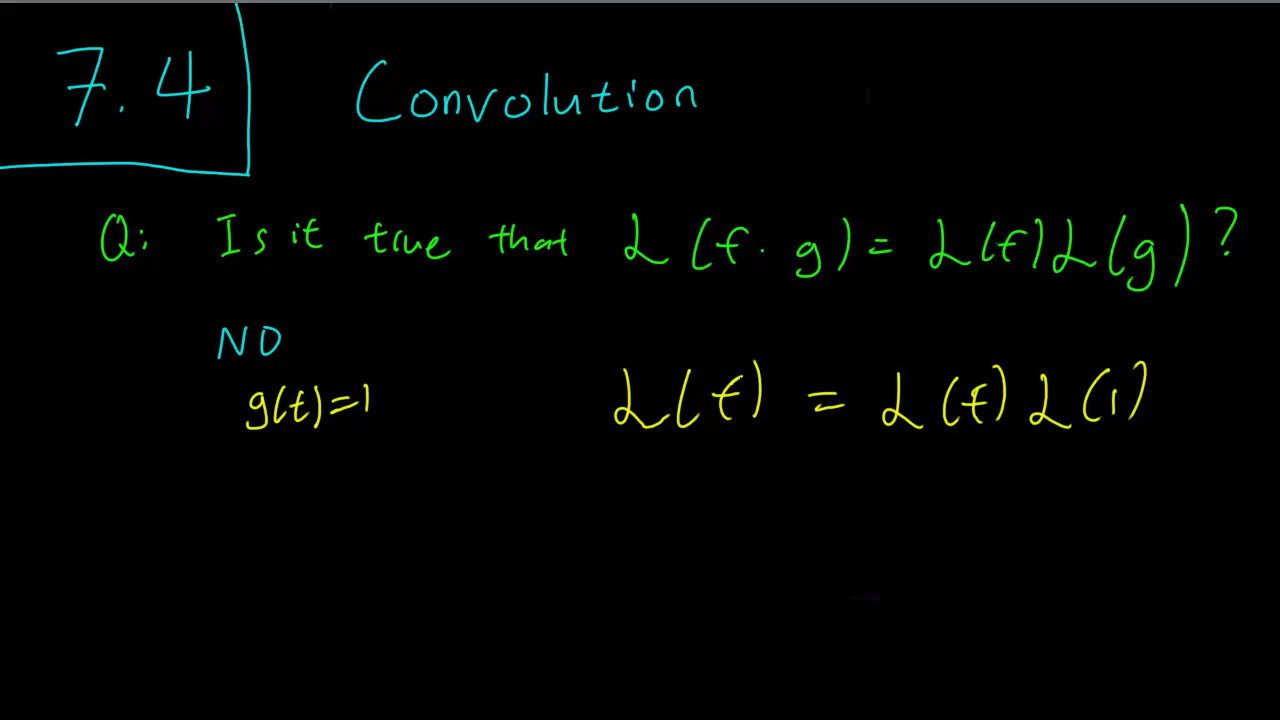 7.4 Convolution
Q: Is it true that ℒ(f · g) = ℒ(f)ℒ(g)?
NO
g(t)=1 ℒ(f) = ℒ(f)ℒ(1)